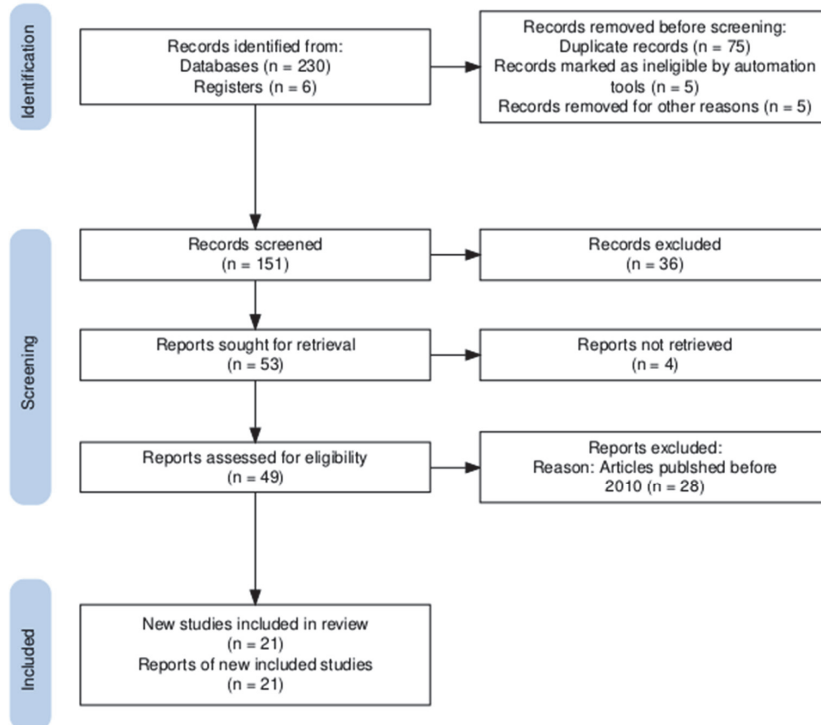 Identification
Records identified from:
Databases (n = 230)
Registers (n = 6)
Records removed before screening:
Duplicate records (n = 75)
Records marked as ineligible by automation
tools (n = 5)
Records removed for other reasons (n = 5)
Screening
Records screened
(n = 151)
Records excluded
(n = 36)
Reports sought for retrieval
(n = 53)
Reports not retrieved
(n = 4)
Reports assessed for eligibility
(n = 49)
Reports excluded:
Reason: Articles publshed before
2010 (n = 28)
Included
New studies included in review
(n = 21)
Reports of new included studies
(n = 21)